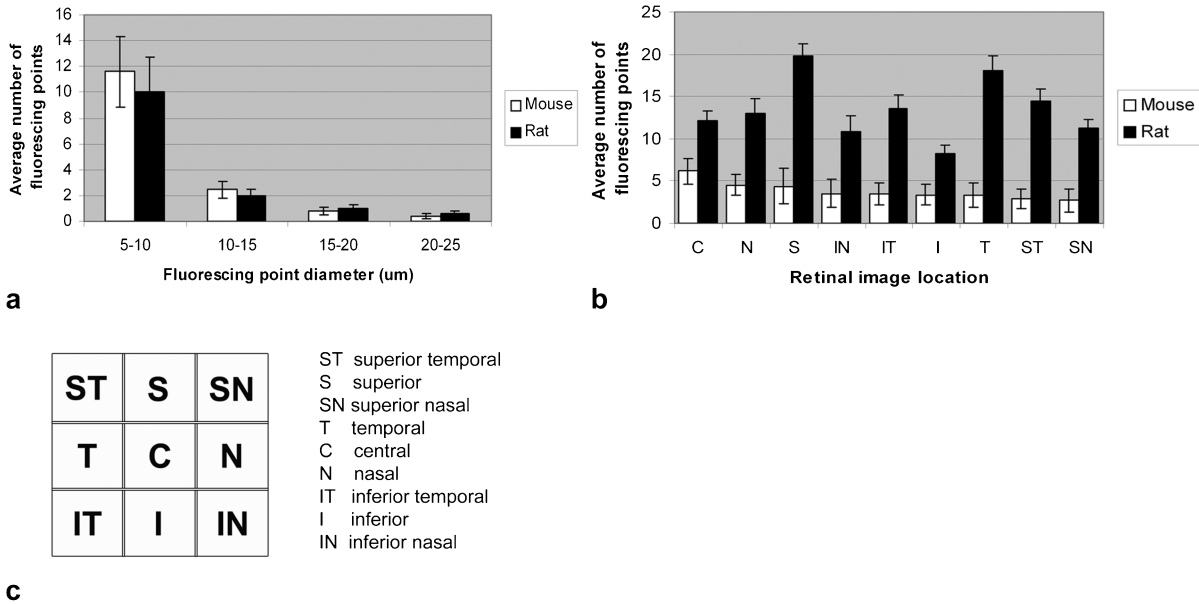 16
14
12
10
8
6
4
2
0
Average number of
fluorescing points
5-10 10-15 15-20 20-25
Fluorescing point diameter (um)
Mouse
Rat
a
25
20
15
10
5
0
Average number of
fluorescing points
C N S IN IT I T ST SN
Retinal image location
Mouse
Rat
b
ST S SN
T C N
IT I IN
ST superior temporal
S superior
SN superior nasal
T temporal
C central
N nasal
IT inferior temporal
I inferior
IN inferior nasal
c